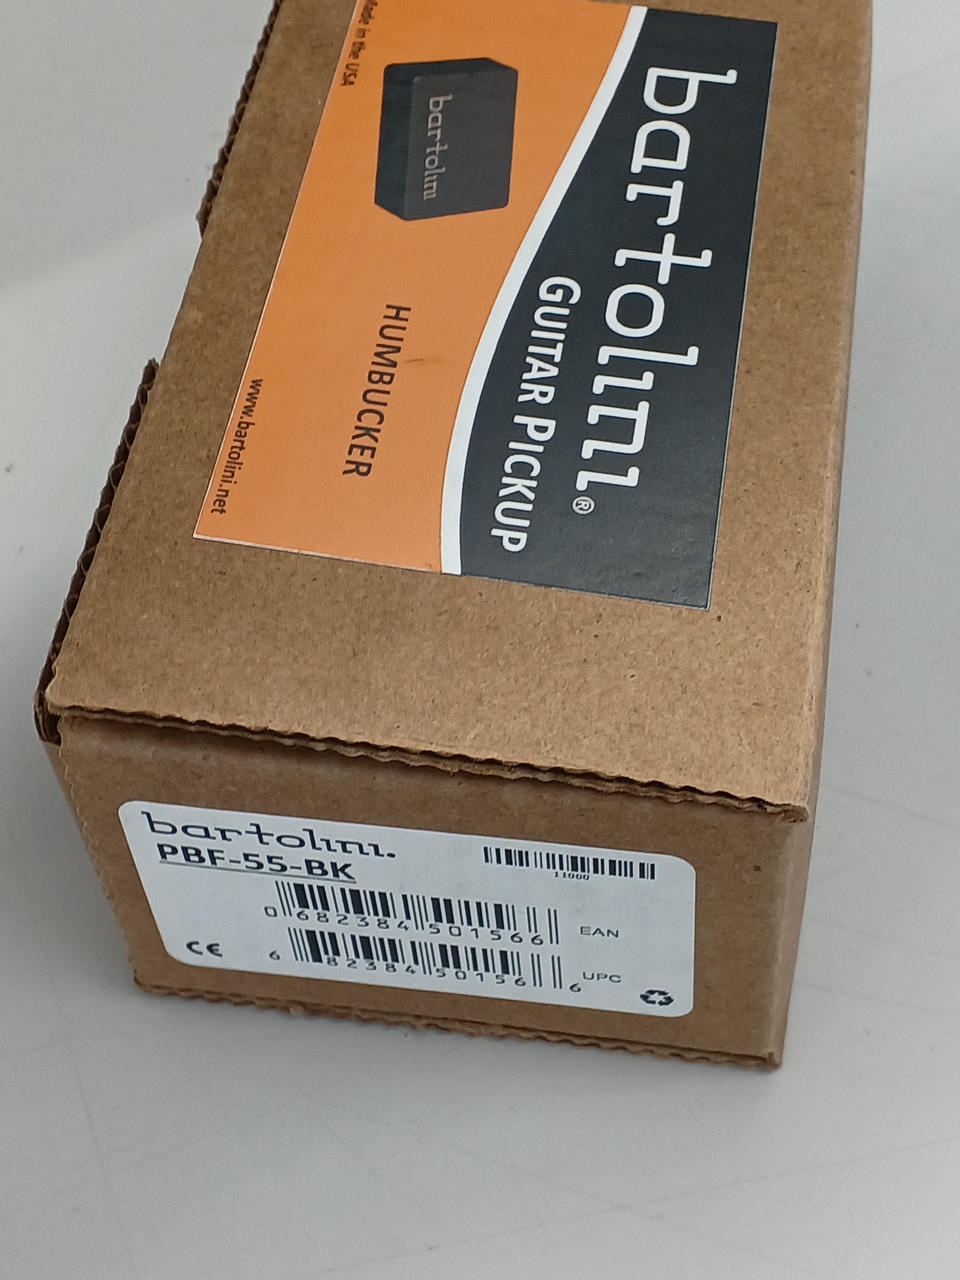 bartolini®
GUITAR PICKUP
bartolini
HUMBUCKER
Made in the USA
www.bartolini.net
bartolini.
PBF-55-BK
11000
0 682384 501566
EAN
6 82384 50156 6
UPC
CE